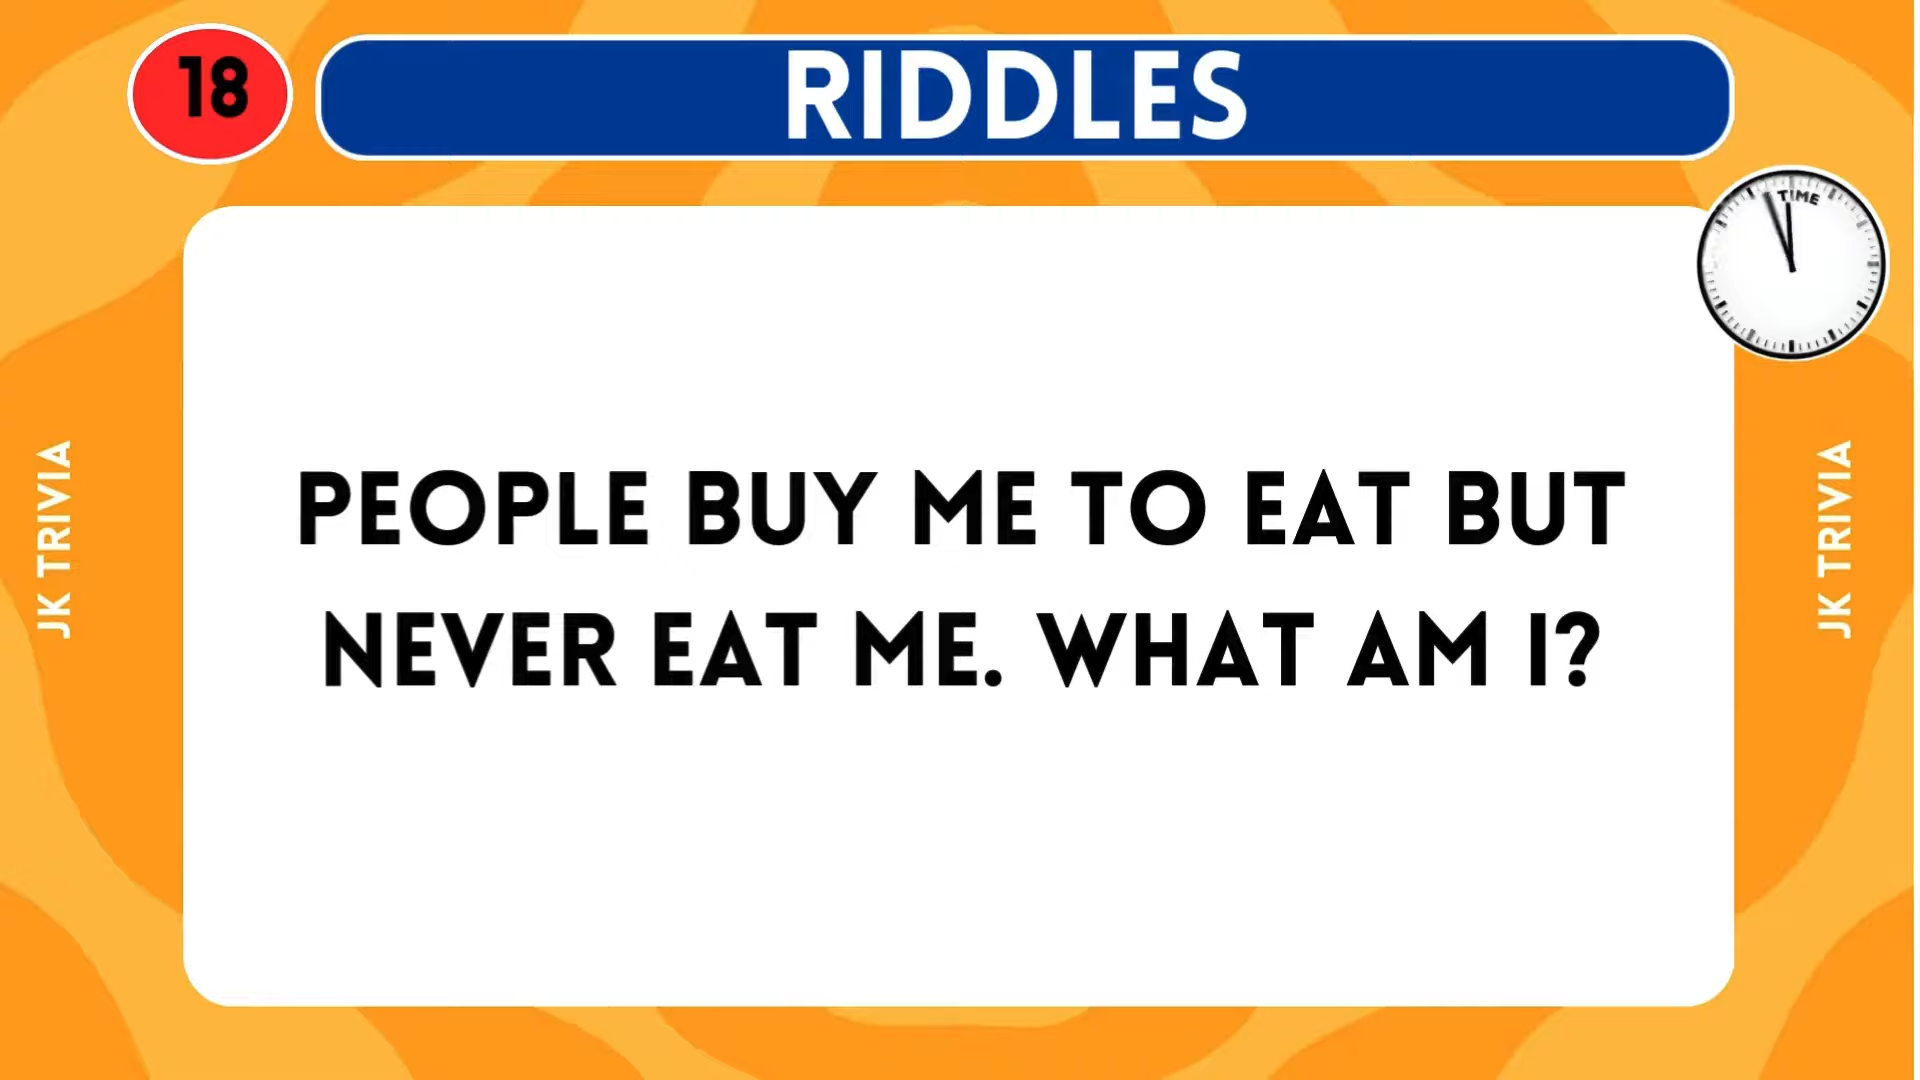 18
RIDDLES
TIME
PEOPLE BUY ME TO EAT BUT
NEVER EAT ME. WHAT AM I?
JK TRIVIA
JK TRIVIA